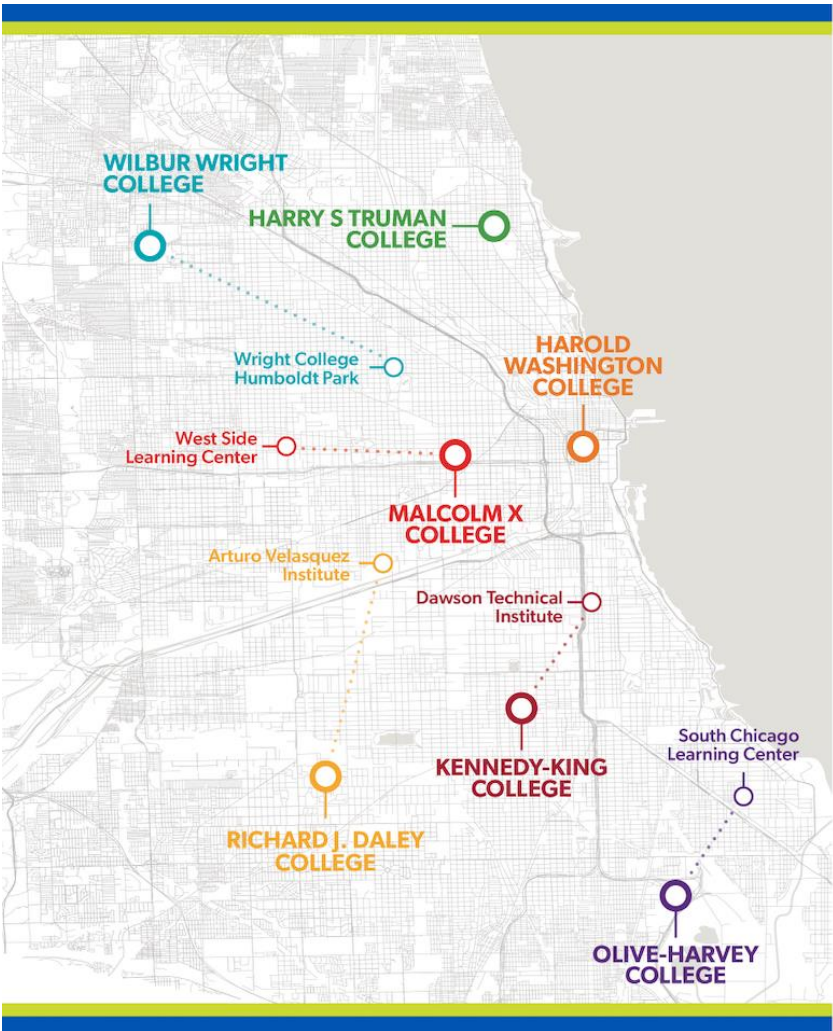 WILBUR WRIGHT
COLLEGE
HARRY S TRUMAN
COLLEGE
Wright College
Humboldt Park
HAROLD
WASHINGTON
COLLEGE
West Side
Learning Center
MALCOLM X
COLLEGE
Arturo Velasquez
Institute
Dawson Technical
Institute
KENNEDY-KING
COLLEGE
South Chicago
Learning Center
RICHARD J. DALEY
COLLEGE
OLIVE-HARVEY
COLLEGE